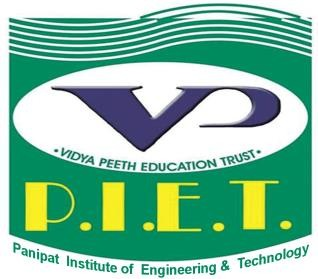 VP
•VIDYA PEETH EDUCATION TRUST•
P.I.E.T.
Panipat Institute of Engineering & Technology